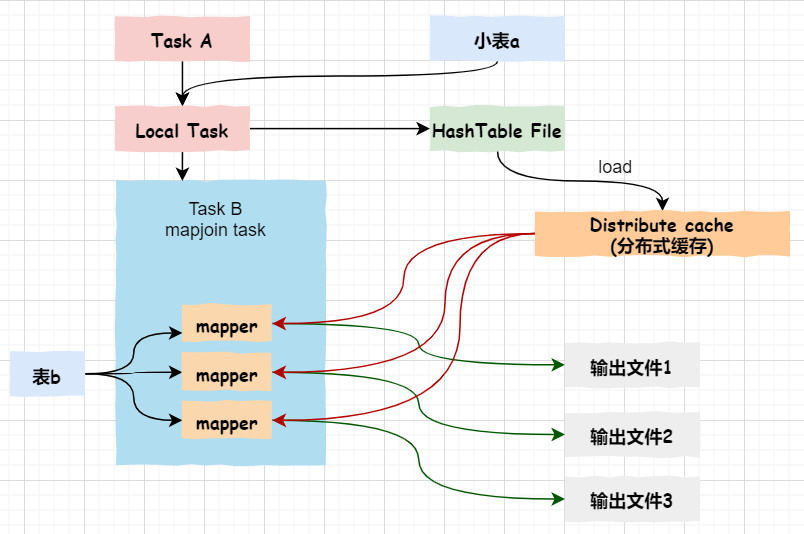 Task A
小表a
Local Task
HashTable File
load
Task B
mapjoin task
Distribute cache
(分布式缓存)
mapper
mapper
mapper
表b
输出文件1
输出文件2
输出文件3